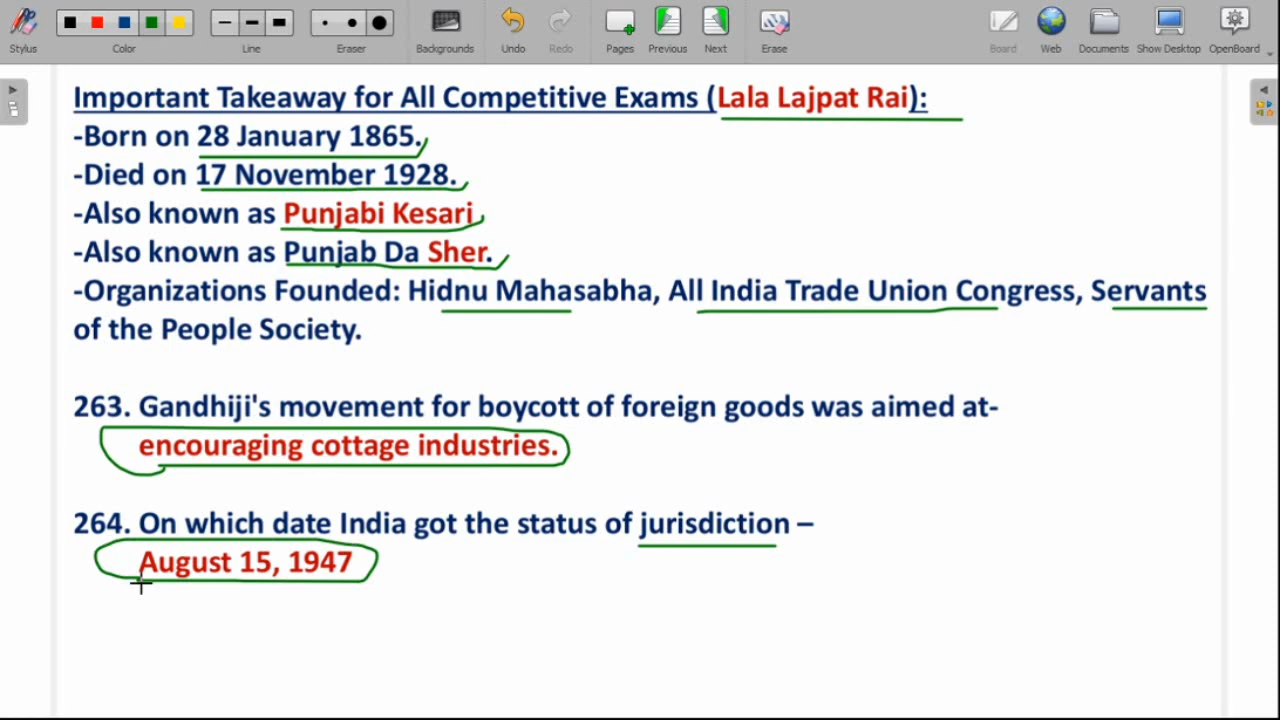 Stylus
Color
Line
Eraser
Backgrounds
Undo
Redo
Pages
Previous
Next
Erase
Board
Web
Documents
Show Desktop
OpenBoard
Important Takeaway for All Competitive Exams (Lala Lajpat Rai):
-Born on 28 January 1865.
-Died on 17 November 1928.
-Also known as Punjabi Kesari
-Also known as Punjab Da Sher.
-Organizations Founded: Hidnu Mahasabha, All India Trade Union Congress, Servants
of the People Society.
263. Gandhiji's movement for boycott of foreign goods was aimed at-
encouraging cottage industries.
264. On which date India got the status of jurisdiction –
August 15, 1947